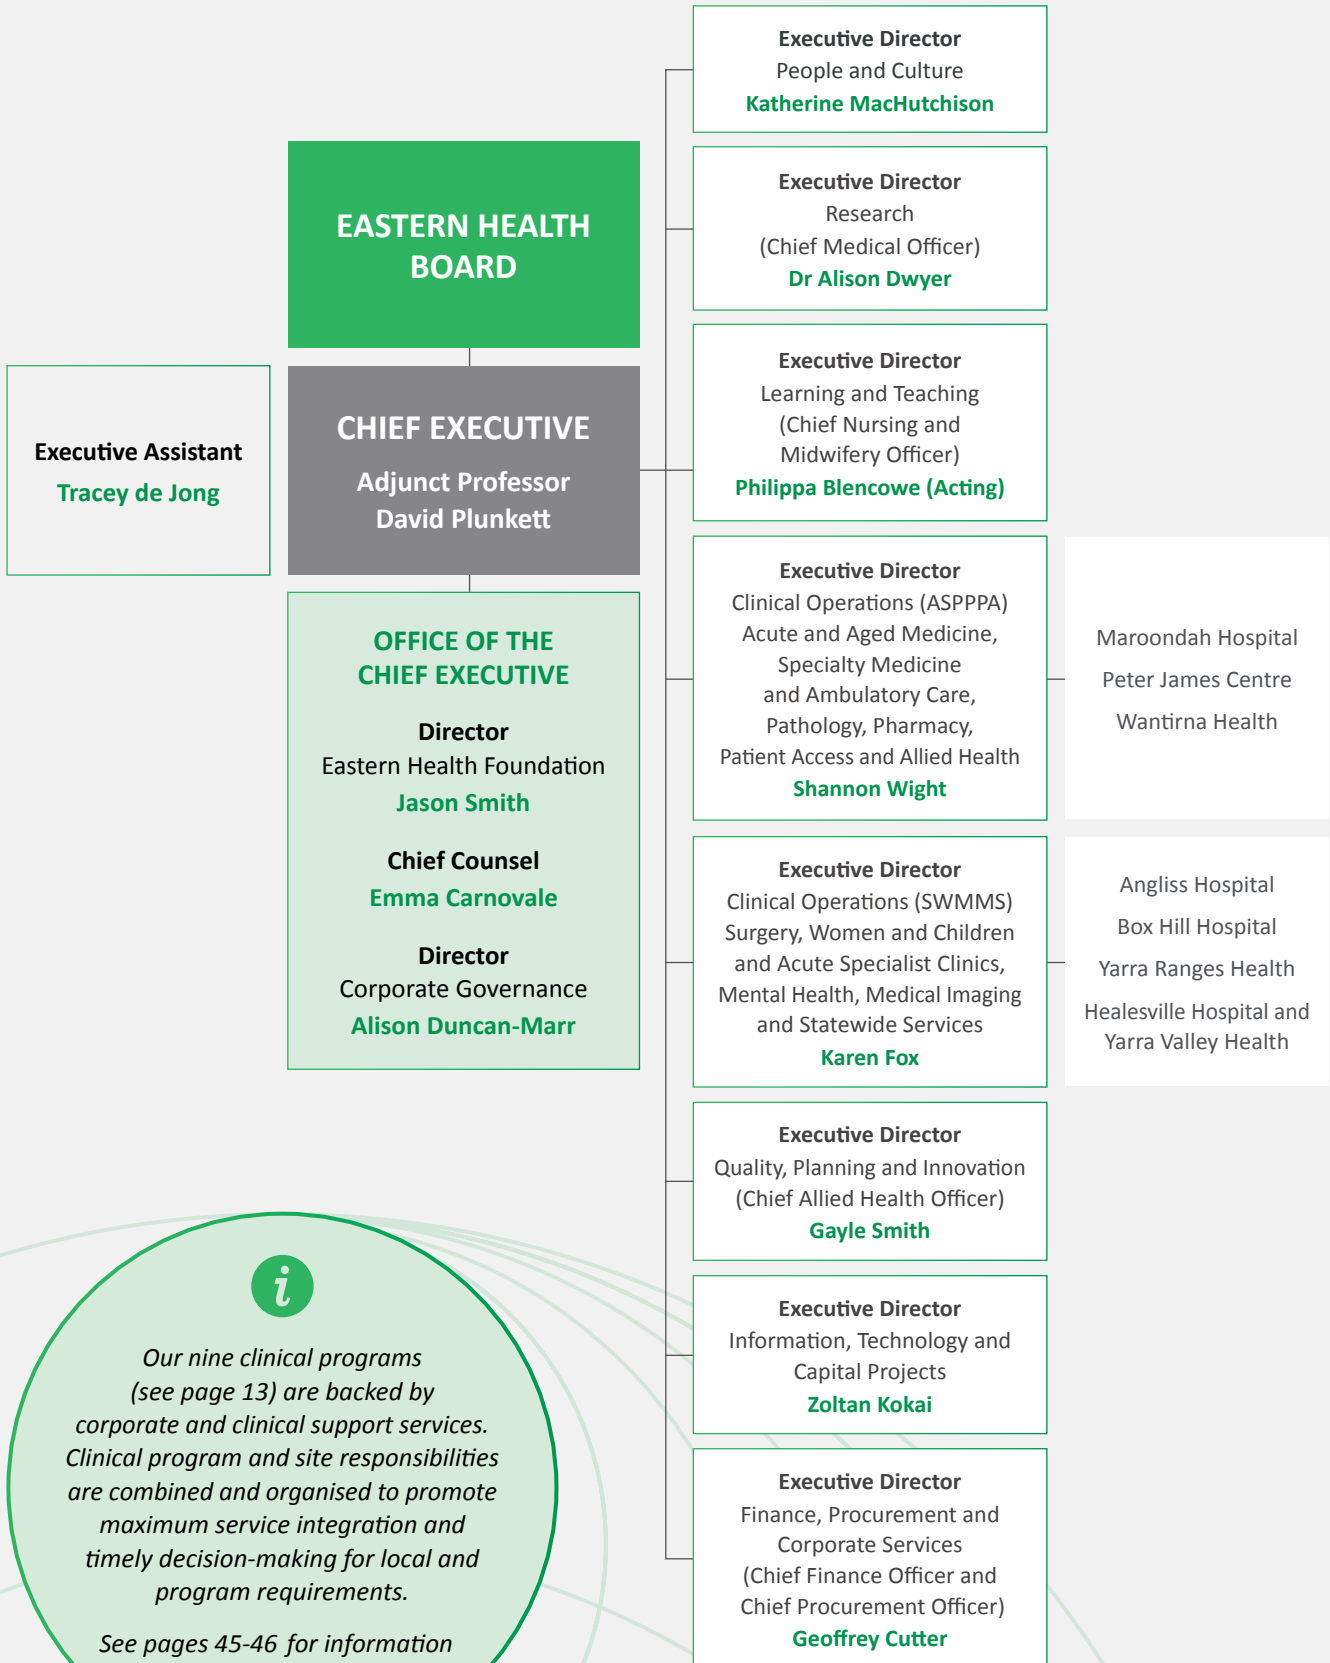 EASTERN HEALTH
BOARD
Executive Assistant
Tracey de Jong
CHIEF EXECUTIVE
Adjunct Professor
David Plunkett
OFFICE OF THE
CHIEF EXECUTIVE
Director
Eastern Health Foundation
Jason Smith
Chief Counsel
Emma Carnovale
Director
Corporate Governance
Alison Duncan-Marr
Executive Director
People and Culture
Katherine MacHutchison
Executive Director
Research
(Chief Medical Officer)
Dr Alison Dwyer
Executive Director
Learning and Teaching
(Chief Nursing and
Midwifery Officer)
Philippa Blencowe (Acting)
Executive Director
Clinical Operations (ASPPPA)
Acute and Aged Medicine,
Specialty Medicine
and Ambulatory Care,
Pathology, Pharmacy,
Patient Access and Allied Health
Shannon Wight
Maroondah Hospital
Peter James Centre
Wantirna Health
Executive Director
Clinical Operations (SWMMS)
Surgery, Women and Children
and Acute Specialist Clinics,
Mental Health, Medical Imaging
and Statewide Services
Karen Fox
Angliss Hospital
Box Hill Hospital
Yarra Ranges Health
Healesville Hospital and
Yarra Valley Health
Executive Director
Quality, Planning and Innovation
(Chief Allied Health Officer)
Gayle Smith
Executive Director
Information, Technology and
Capital Projects
Zoltan Kokai
Executive Director
Finance, Procurement and
Corporate Services
(Chief Finance Officer and
Chief Procurement Officer)
Geoffrey Cutter
i
Our nine clinical programs
(see page 13) are backed by
corporate and clinical support services.
Clinical program and site responsibilities
are combined and organised to promote
maximum service integration and
timely decision-making for local and
program requirements.
See pages 45-46 for information